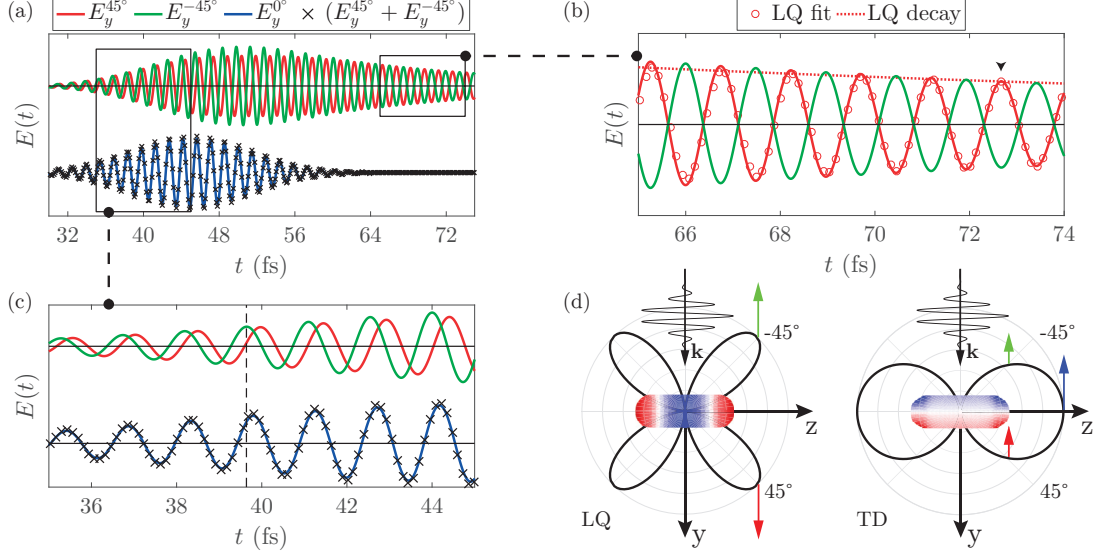 (a) E_y^{45°} E_y^{-45°} E_y^{0°} × (E_y^{45°} + E_y^{-45°})
E(t)
32 40 48 56 64 72
t (fs)
(b) LQ fit LQ decay
E(t)
66 68 70 72 74
t (fs)
(c)
E(t)
36 38 40 42 44
t (fs)
(d)
-45°
k
z
45°
LQ
y
-45°
k
z
45°
TD
y